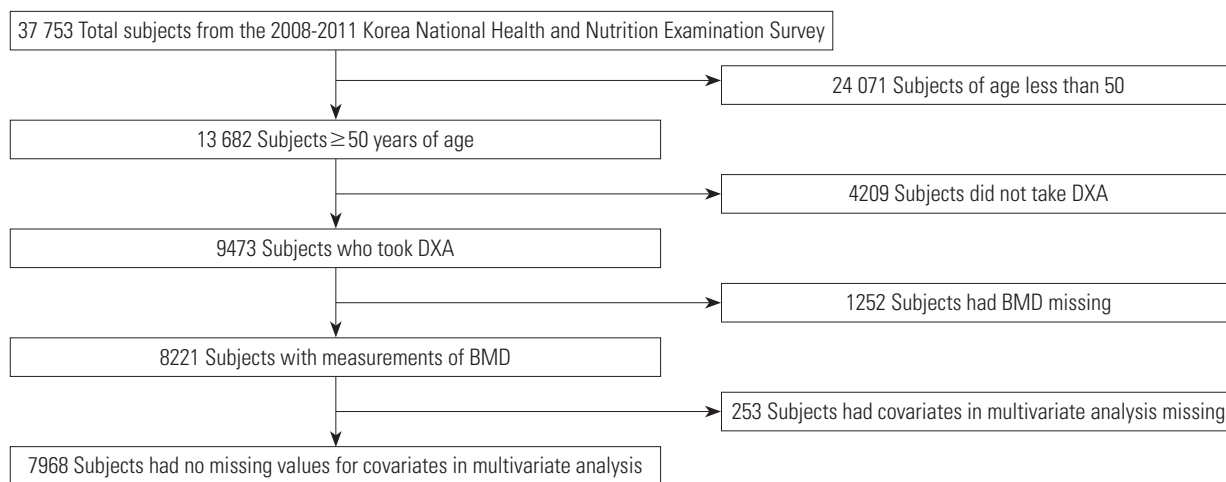 37 753 Total subjects from the 2008-2011 Korea National Health and Nutrition Examination Survey
24 071 Subjects of age less than 50
13 682 Subjects ≥ 50 years of age
4209 Subjects did not take DXA
9473 Subjects who took DXA
1252 Subjects had BMD missing
8221 Subjects with measurements of BMD
253 Subjects had covariates in multivariate analysis missing
7968 Subjects had no missing values for covariates in multivariate analysis